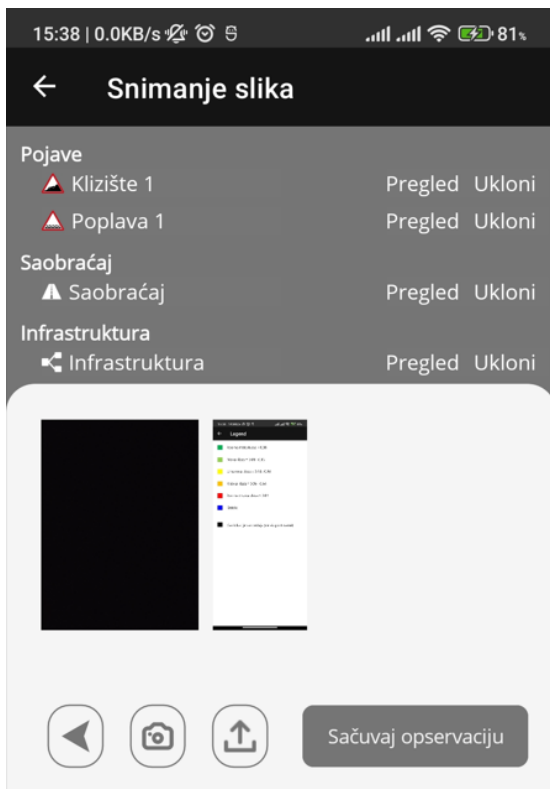 15:38 | 0.0KB/s 81%
Snimanje slika
Pojave
Klizište 1 Pregled Ukloni
Poplava 1 Pregled Ukloni
Saobraćaj
Saobraćaj Pregled Ukloni
Infrastruktura
Infrastruktura Pregled Ukloni
Legend
Sačuvaj opservaciju